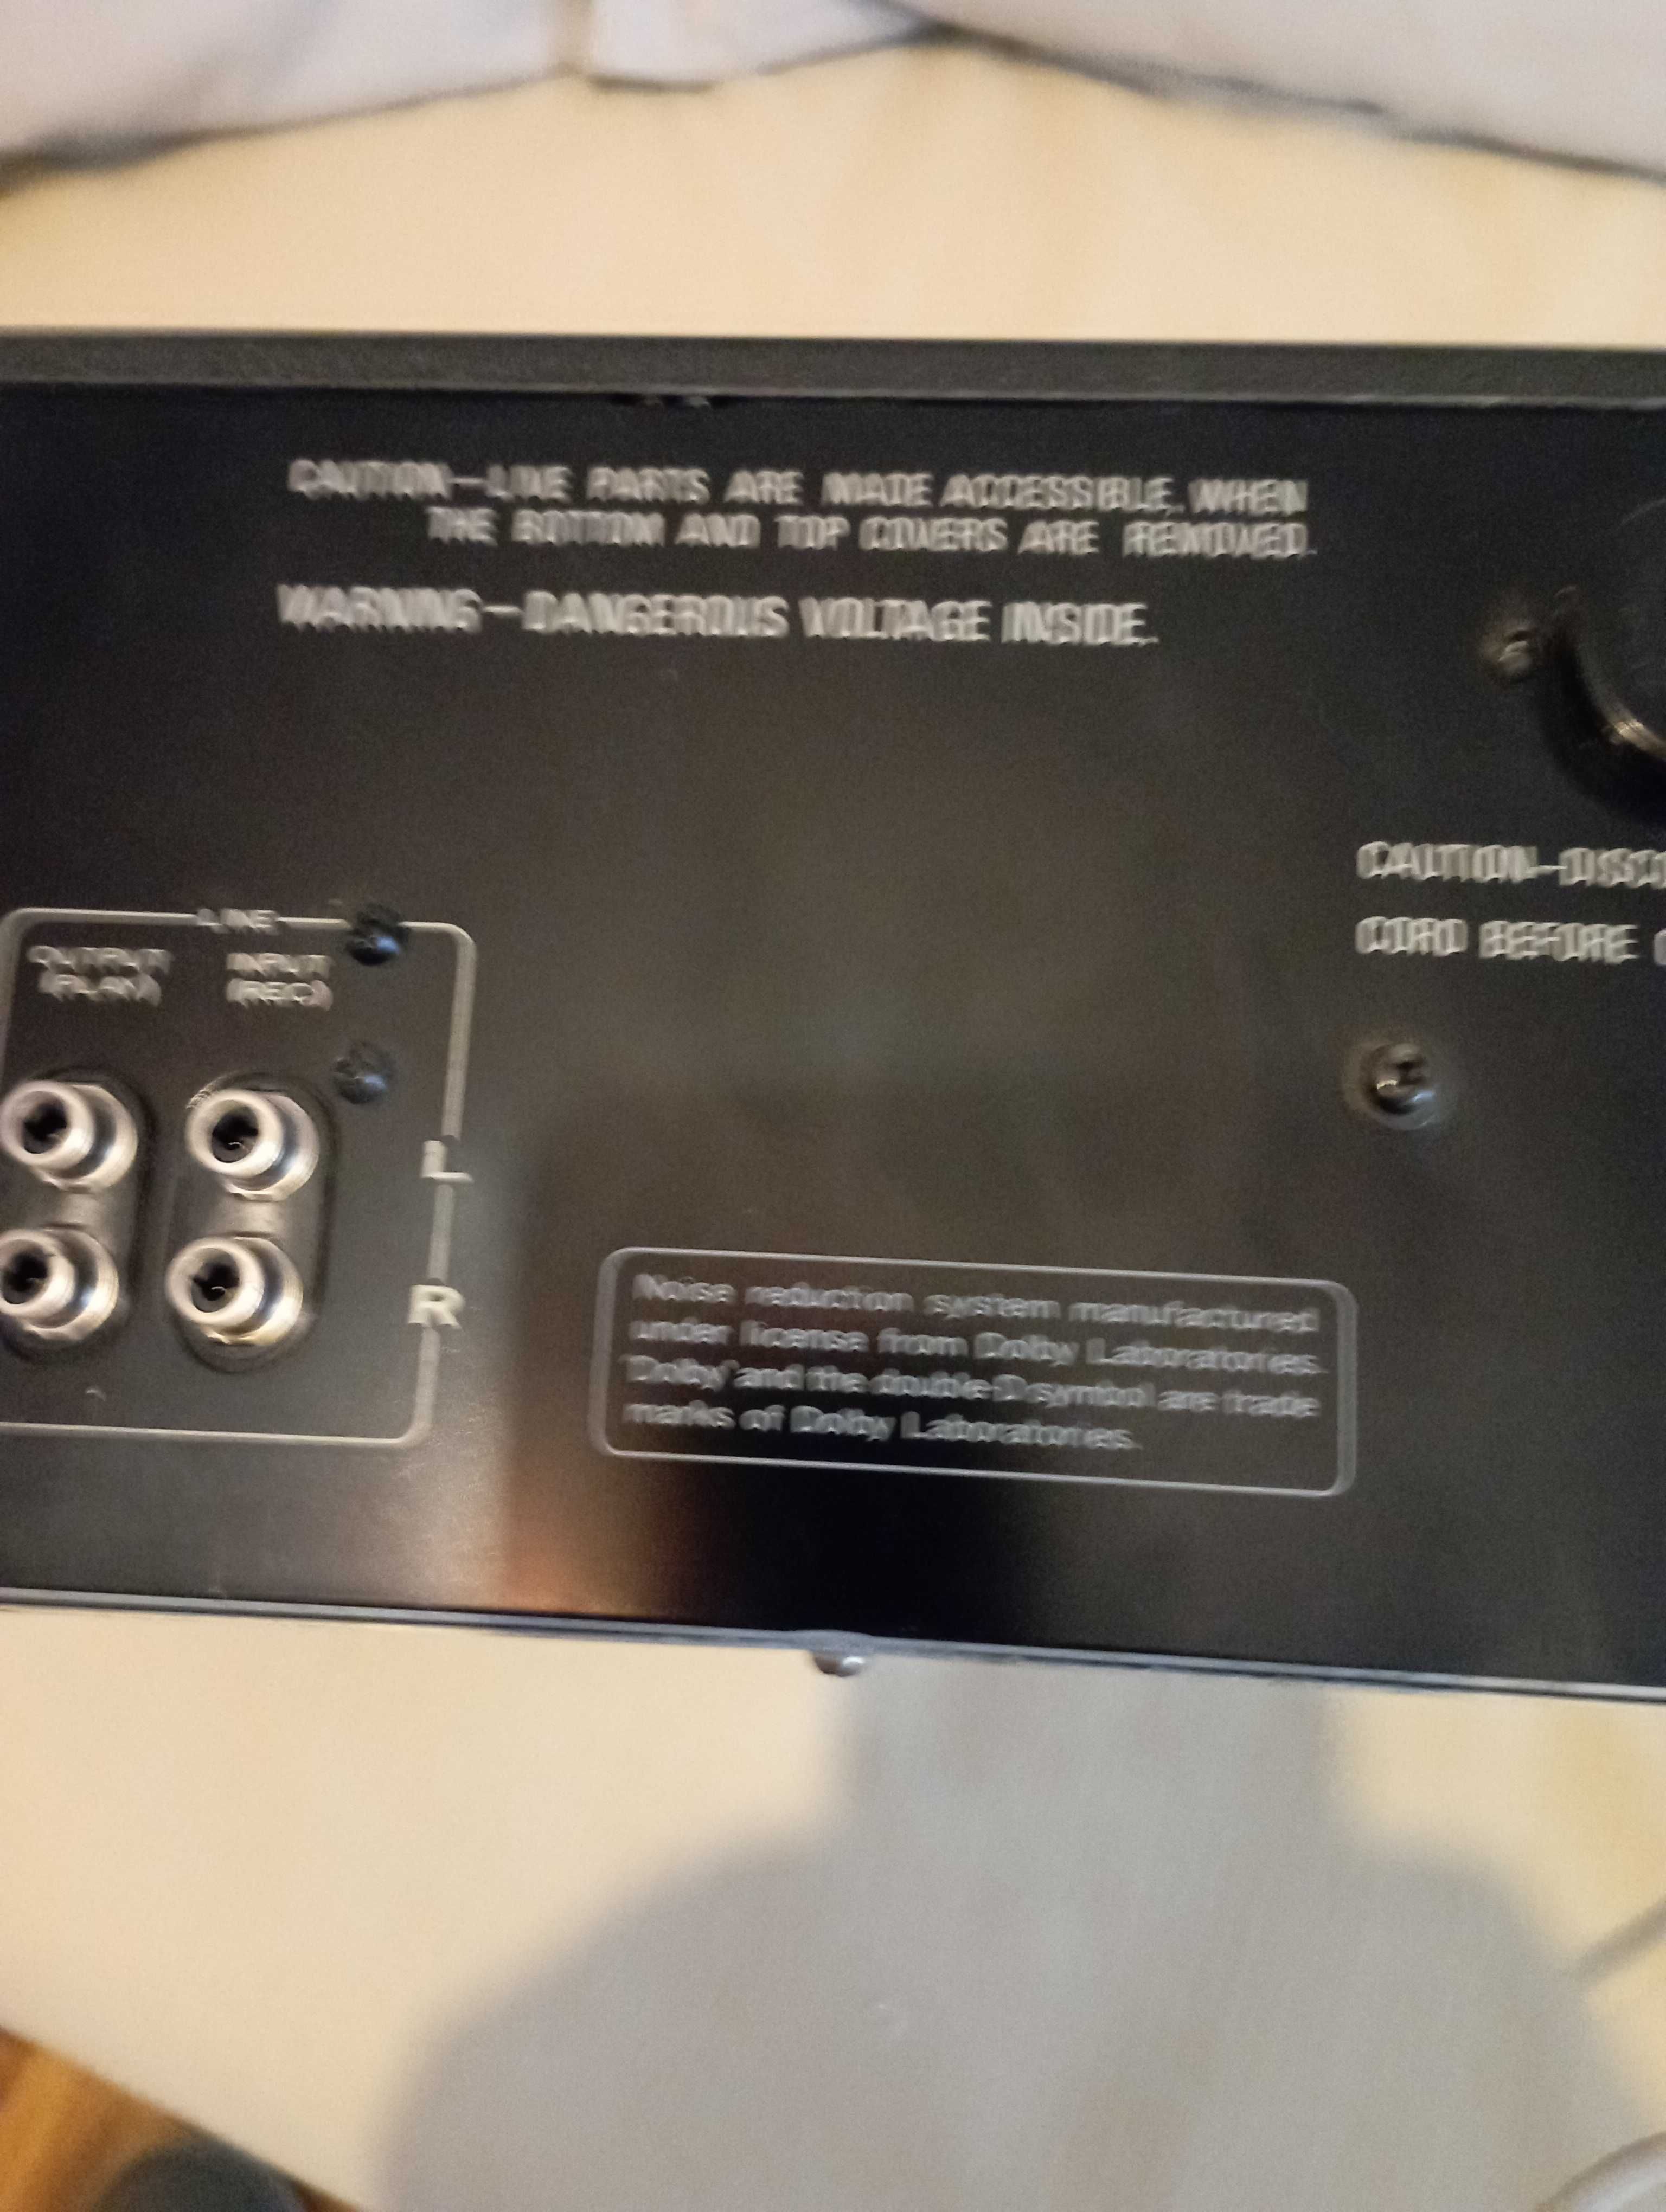 CAUTION—LIVE PARTS ARE MADE ACCESSIBLE, WHEN
THE BOTTOM AND TOP COVERS ARE REMOVED.
WARNING—DANGEROUS VOLTAGE INSIDE.
CAUTION—DISCO
CORD BEFORE
LINE
OUTPUT
(PLAY)
INPUT
(REC)
L
R
Noise reduction system manufactured
under license from Dolby Laboratories.
'Dolby' and the double-D symbol are trade
marks of Dolby Laboratories.